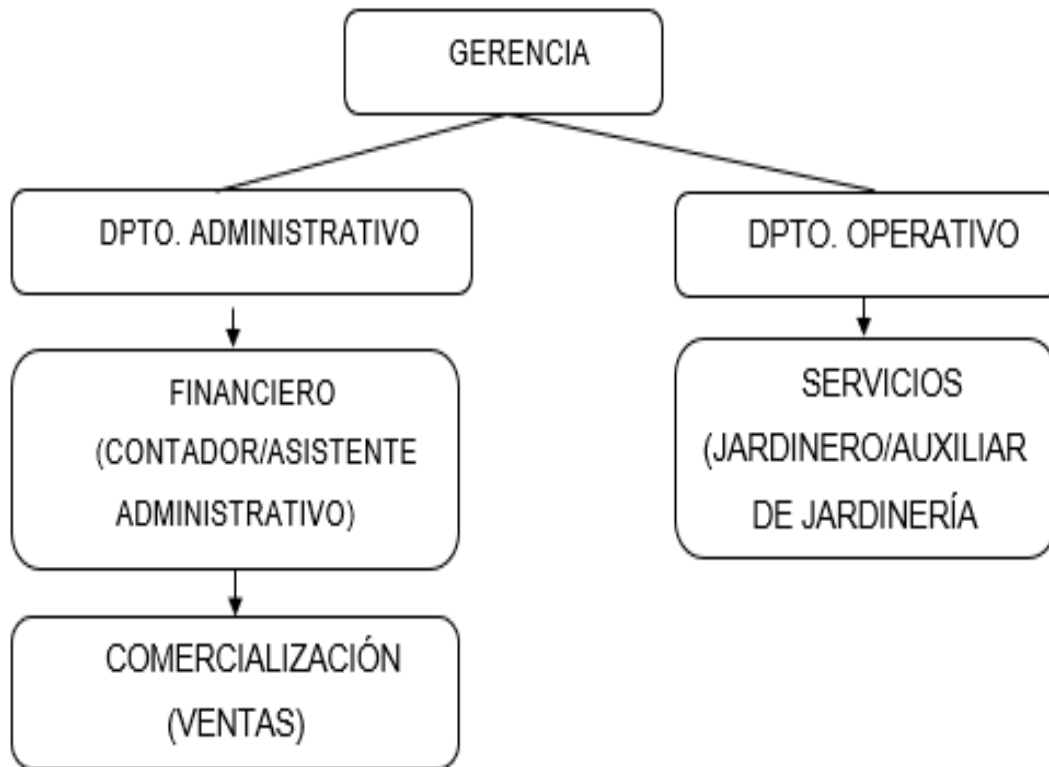 GERENCIA
DPTO. ADMINISTRATIVO
DPTO. OPERATIVO
FINANCIERO
(CONTADOR/ASISTENTE
ADMINISTRATIVO)
SERVICIOS
(JARDINERO/AUXILIAR
DE JARDINERÍA
COMERCIALIZACIÓN
(VENTAS)